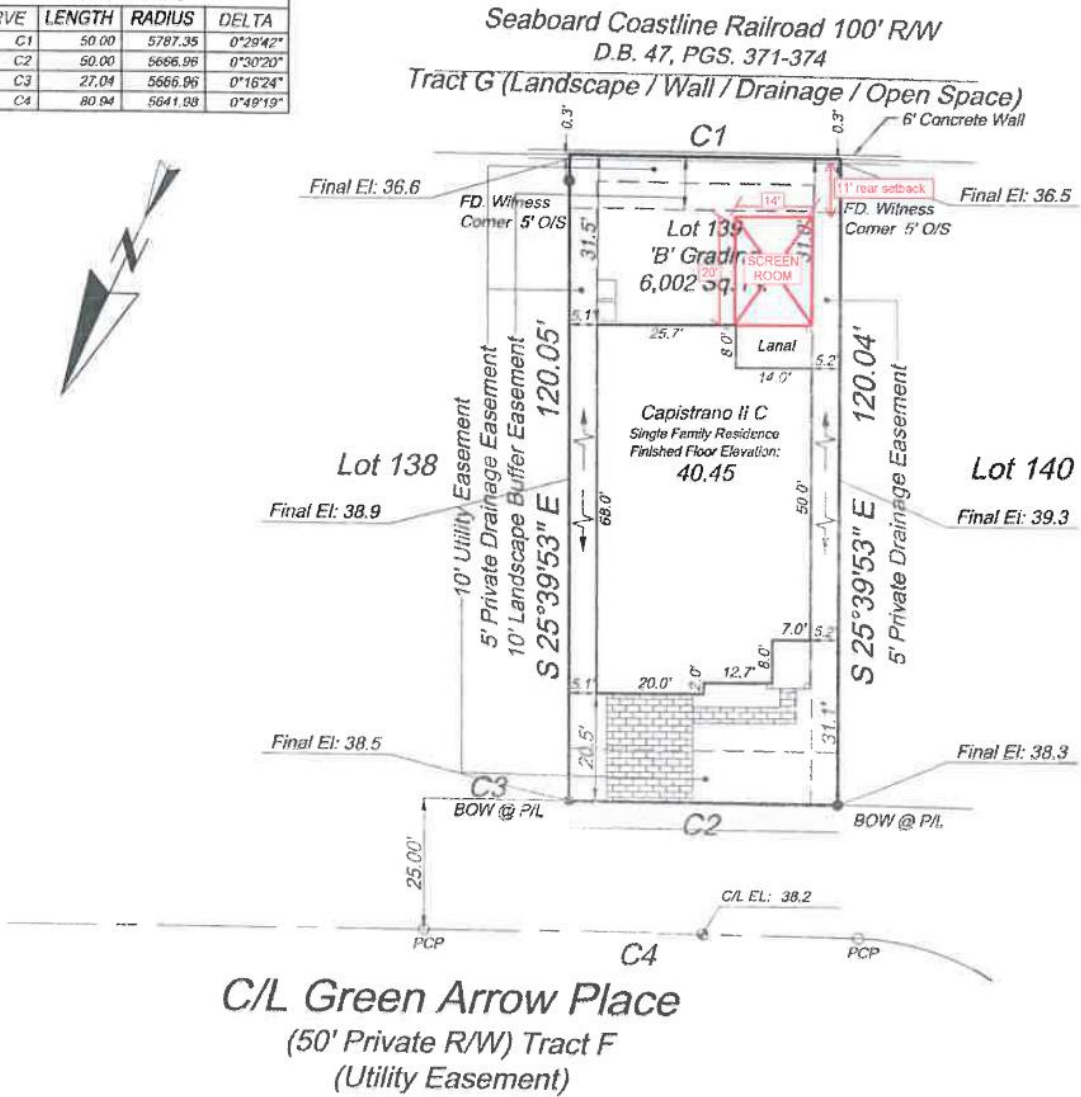 RVE LENGTH RADIUS DELTA
C1 50.00 5787.35 0°29'42"
C2 50.00 5666.96 0°30'20"
C3 27.04 5666.96 0°16'24"
C4 80.94 5641.98 0°49'19"
Seaboard Coastline Railroad 100' R/W
D.B. 47, PGS. 371-374
Tract G (Landscape / Wall / Drainage / Open Space)
6' Concrete Wall
0.3'
C1
0.3'
Final El: 36.6
FD. Witness
Corner 5' O/S
11' rear setback
Final El: 36.5
FD. Witness
Corner 5' O/S
14'
20'
SCREEN
ROOM
31.5'
31.0'
Lot 139
'B' Gradin
6,002 Sq.
5.1'
25.7'
8.0'
Lanai
14.0'
5.2'
N
10' Utility Easement
5' Private Drainage Easement
10' Landscape Buffer Easement
S 25°39'53" E 120.05'
Capistrano II C
Single Family Residence
Finished Floor Elevation:
40.45
S 25°39'53" E 120.04'
5' Private Drainage Easement
Lot 138
Lot 140
Final El: 38.9
68.0'
50.0'
Final El: 39.3
7.0'
5.2'
8.0'
12.7'
2.0'
20.0'
5.1'
20.5'
31.1'
Final El: 38.5
Final El: 38.3
C3
BOW @ P/L
C2
BOW @ P/L
25.00'
C/L EL: 38.2
PCP
C4
PCP
C/L Green Arrow Place
(50' Private R/W) Tract F
(Utility Easement)